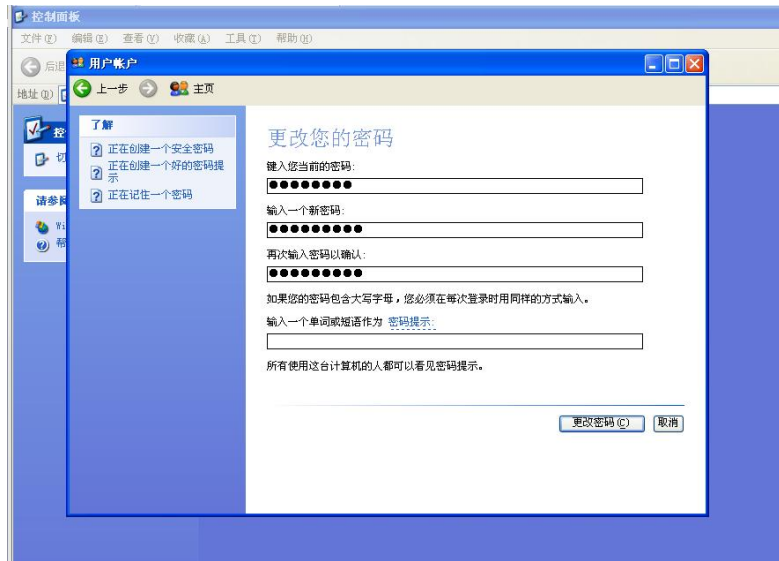 控制面板
文件(F) 编辑(E) 查看(V) 收藏(A) 工具(T) 帮助(H)
后退
地址(D)
用户帐户
上一步 主页
了解
正在创建一个安全密码
正在创建一个好的密码提
示
正在记住一个密码
更改您的密码
键入您当前的密码:
●●●●●●●●
输入一个新密码:
●●●●●●●●●
再次输入密码以确认:
●●●●●●●●●
如果您的密码包含大写字母，您必须在每次登录时用同样的方式输入。
输入一个单词或短语作为 密码提示:
所有使用这台计算机的人都可以看见密码提示。
更改密码(C) 取消
控
切
请参阅
Wi
帮